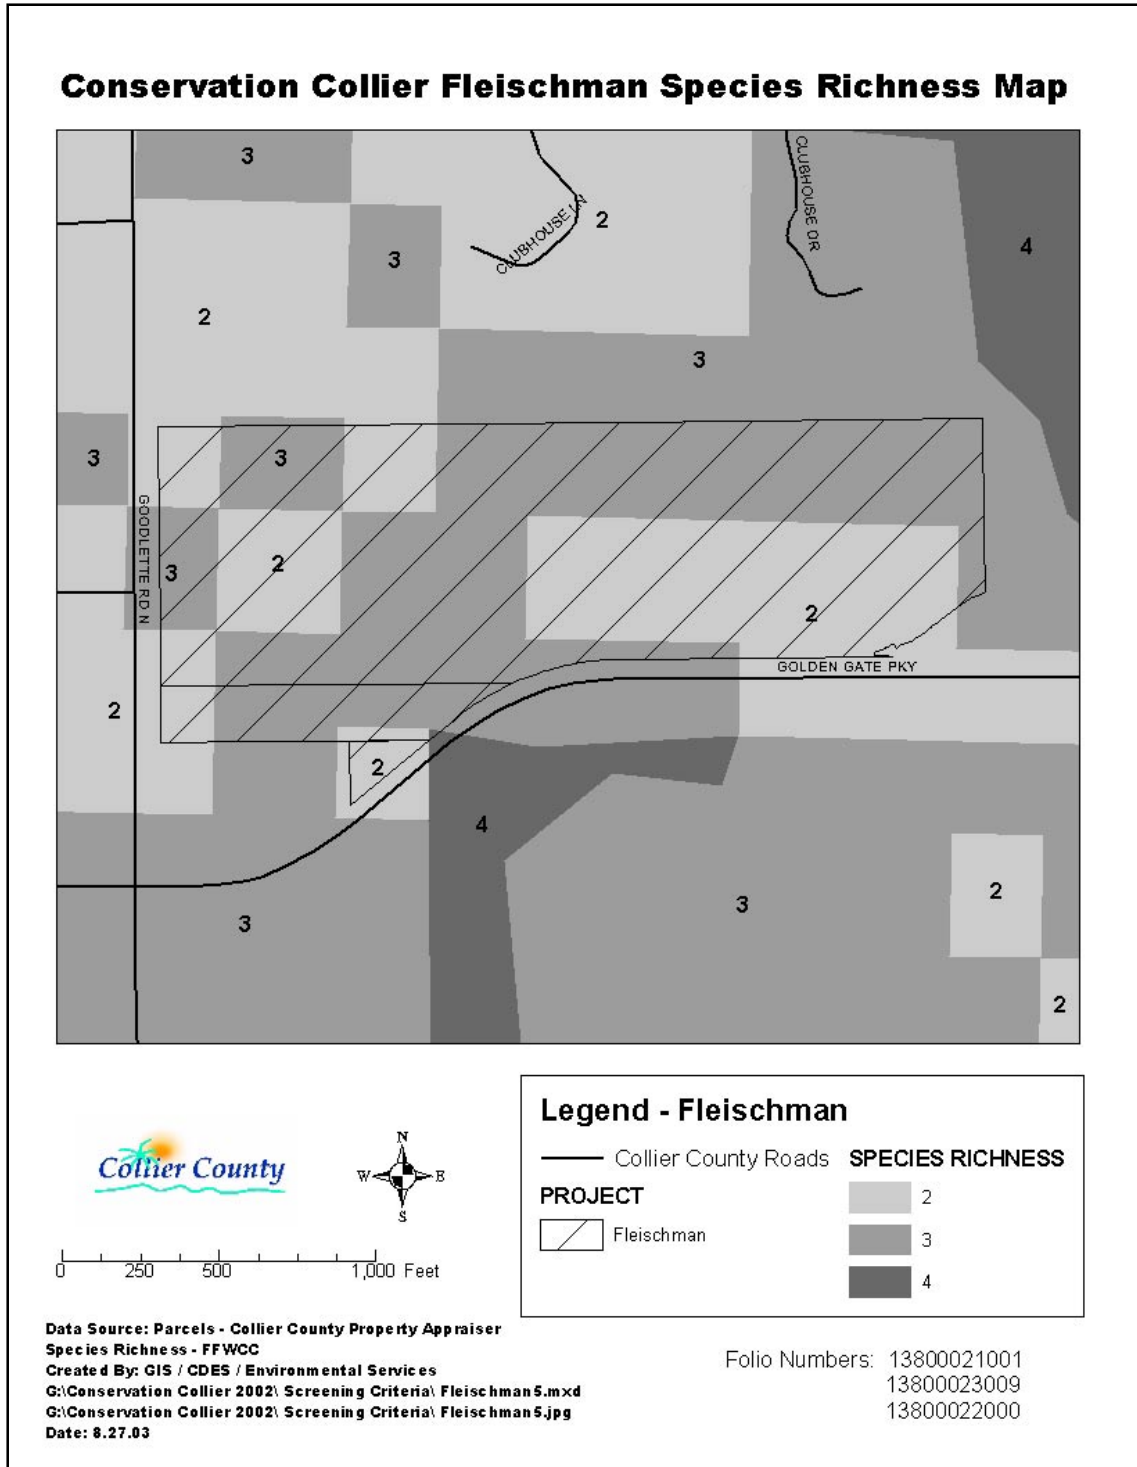 Conservation Collier Fleischman Species Richness Map
3
2
3
CLUBHOUSE LN
CLUBHOUSE DR
4
2
3
3
3
GOODLETTE RD N
3
2
2
GOLDEN GATE PKY
2
2
4
3
2
3
2
Collier County
N
W E
S
0 250 500 1,000 Feet
Legend - Fleischman
Collier County Roads
PROJECT
Fleischman
SPECIES RICHNESS
2
3
4
Data Source: Parcels - Collier County Property Appraiser
Species Richness - FFWCC
Created By: GIS / CDES / Environmental Services
G:\Conservation Collier 2002\ Screening Criteria\ Fleischman5.mxd
G:\Conservation Collier 2002\ Screening Criteria\ Fleischman5.jpg
Date: 8.27.03
Folio Numbers: 13800021001
13800023009
13800022000